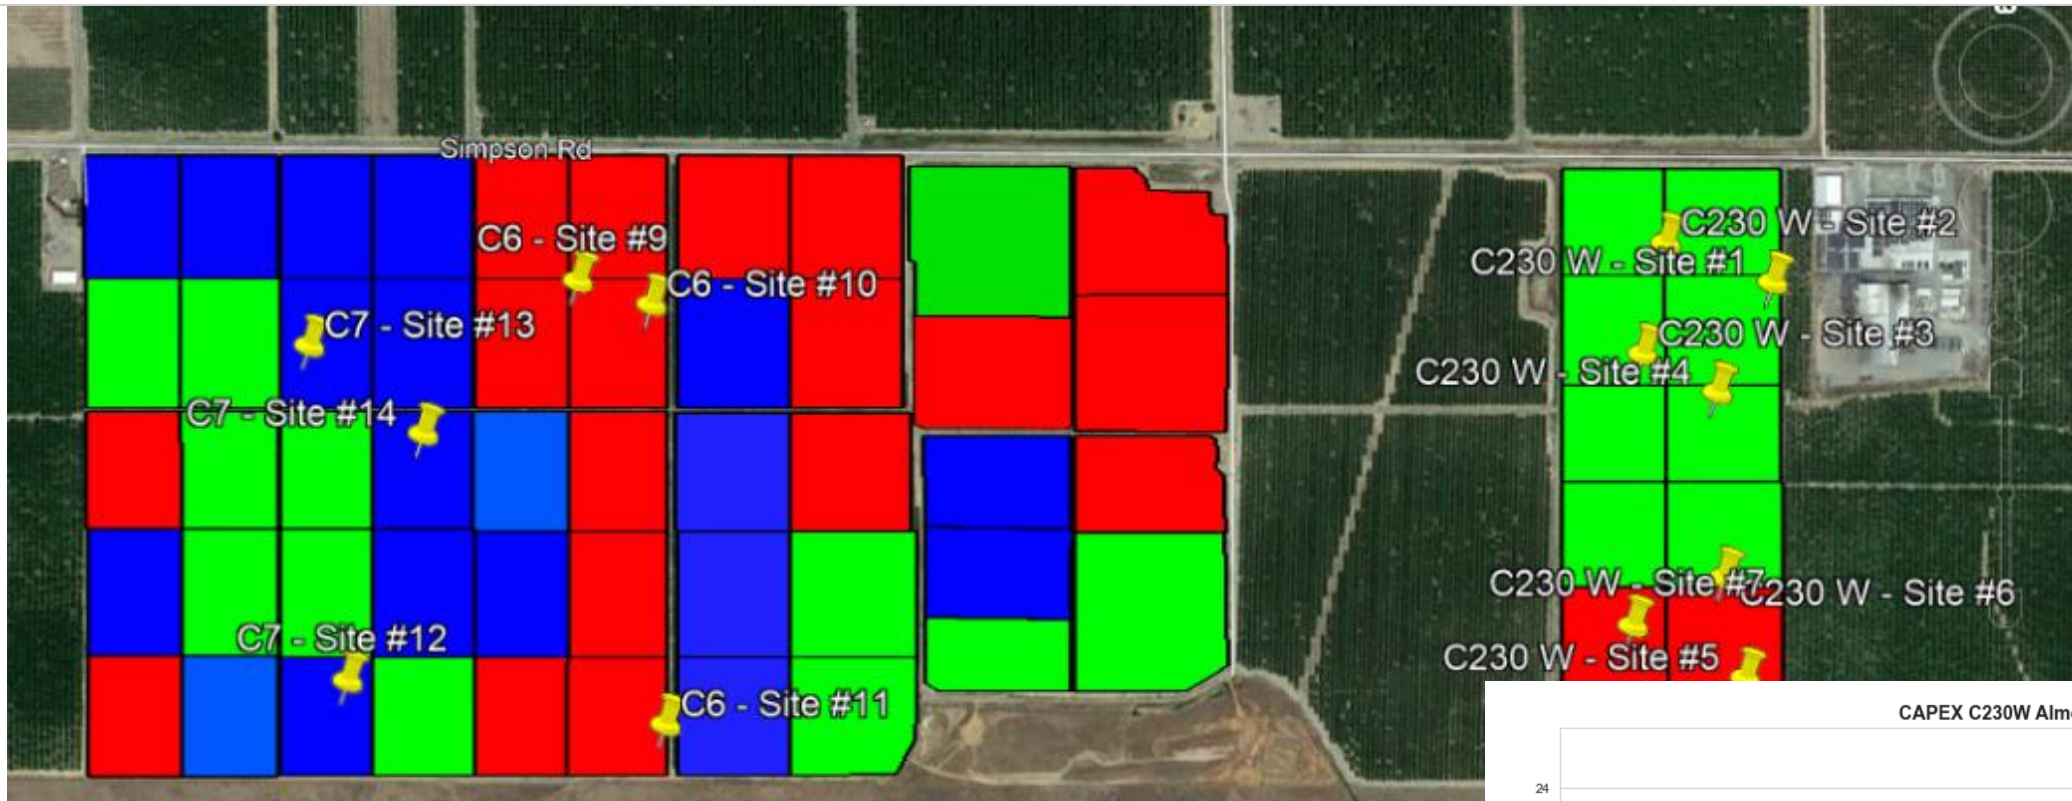 Simpson Rd
C6 - Site #9
C230 W - Site #2
C230 W - Site #1
C6 - Site #10
C7 - Site #13
C230 W - Site #3
C230 W - Site #4
C7 - Site #14
C230 W - Site #7
C230 W - Site #6
C7 - Site #12
C230 W - Site #5
C6 - Site #11
CAPEX C230W
24